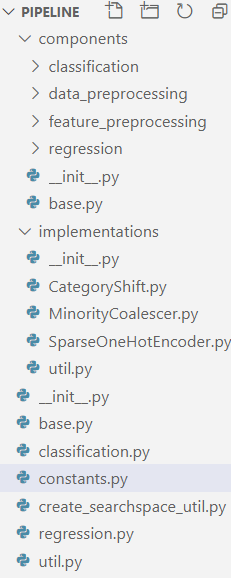 PIPELINE
components
classification
data_preprocessing
feature_preprocessing
regression
__init__.py
base.py
implementations
__init__.py
CategoryShift.py
MinorityCoalescer.py
SparseOneHotEncoder.py
util.py
__init__.py
base.py
classification.py
constants.py
create_searchspace_util.py
regression.py
util.py